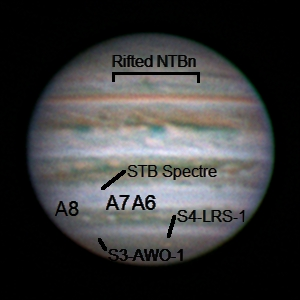 Rifted NTBn
STB Spectre
A8 A7 A6
S4-LRS-1
S3-AWO-1